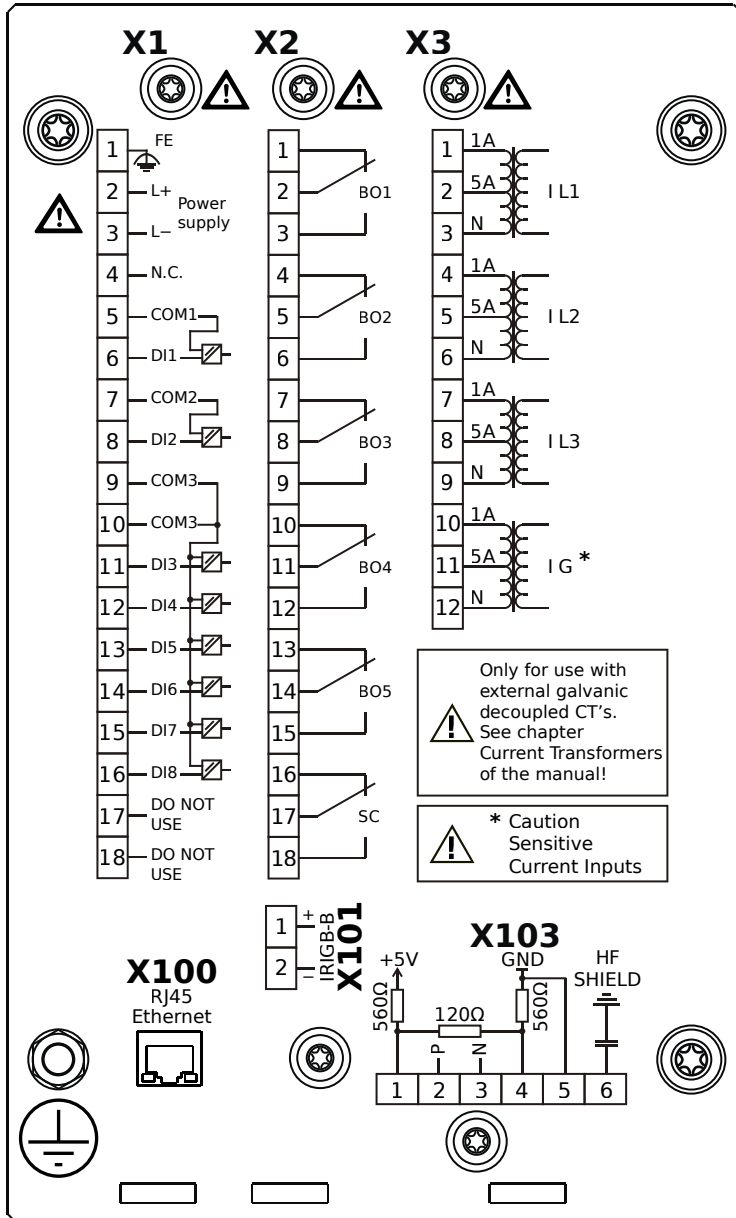 X1
1 FE
2 L+
Power supply
3 L−
4 N.C.
5 COM1
6 DI1
7 COM2
8 DI2
9 COM3
10 COM3
11 DI3
12 DI4
13 DI5
14 DI6
15 DI7
16 DI8
17 DO NOT USE
18 DO NOT USE
X2
1
2 BO1
3
4
5 BO2
6
7
8 BO3
9
10
11 BO4
12
13
14 BO5
15
16
17 SC
18
X3
1 1A
2 5A I L1
3 N
4 1A
5 5A I L2
6 N
7 1A
8 5A I L3
9 N
10 1A
11 5A I G *
12 N
Only for use with
external galvanic
decoupled CT's.
See chapter
Current Transformers
of the manual!
* Caution
Sensitive
Current Inputs
X100
RJ45
Ethernet
X101
IRIGB-B
1 +
2 −
X103
+5V
GND
HF
SHIELD
560Ω
120Ω
560Ω
P
N
1 2 3 4 5 6